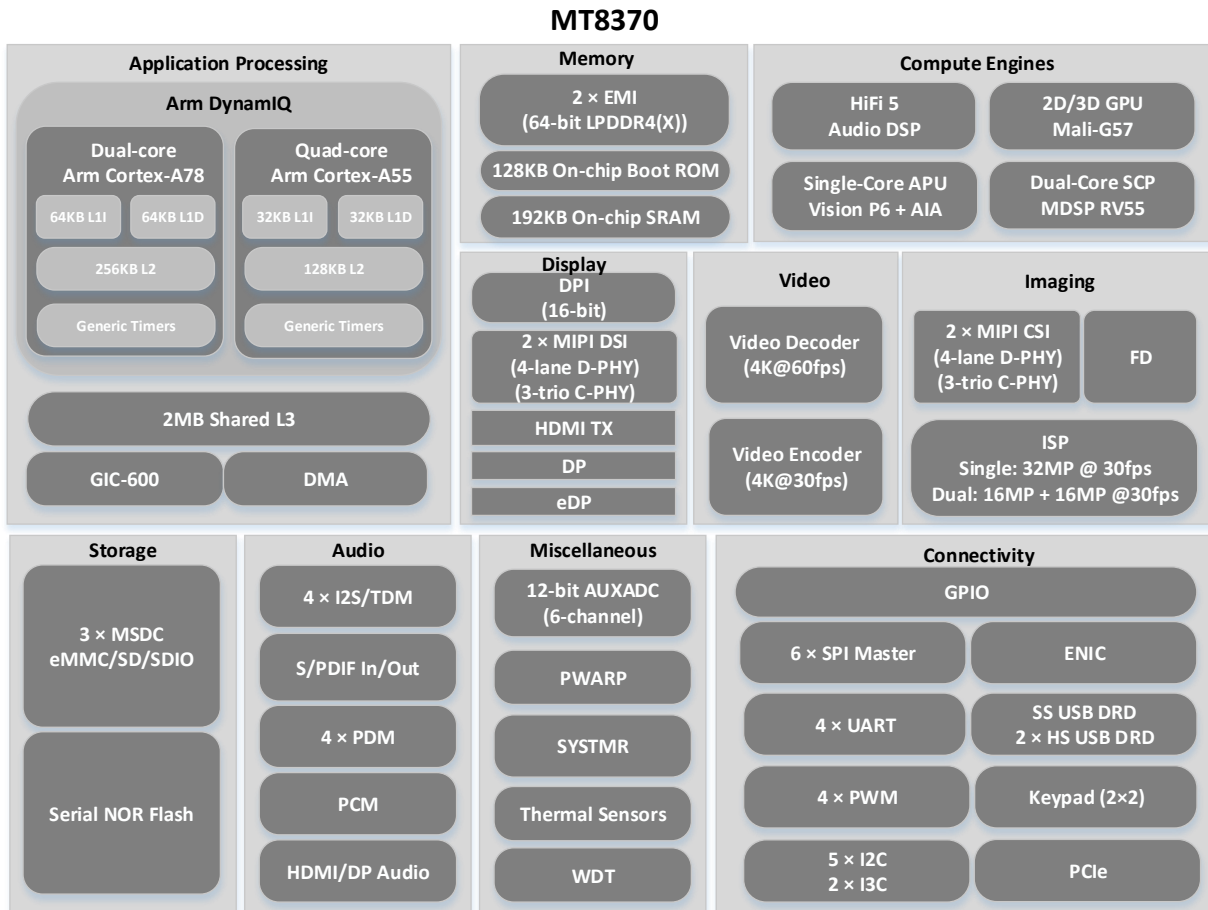 MT8370
Application Processing
Arm DynamIQ
Dual-core
Arm Cortex-A78
64KB L1I
64KB L1D
256KB L2
Generic Timers
Quad-core
Arm Cortex-A55
32KB L1I
32KB L1D
128KB L2
Generic Timers
2MB Shared L3
GIC-600
DMA
Memory
2 × EMI
(64-bit LPDDR4(X))
128KB On-chip Boot ROM
192KB On-chip SRAM
Compute Engines
HiFi 5
Audio DSP
2D/3D GPU
Mali-G57
Single-Core APU
Vision P6 + AIA
Dual-Core SCP
MDSP RV55
Display
DPI
(16-bit)
2 × MIPI DSI
(4-lane D-PHY)
(3-trio C-PHY)
HDMI TX
DP
eDP
Video
Video Decoder
(4K@60fps)
Video Encoder
(4K@30fps)
Imaging
2 × MIPI CSI
(4-lane D-PHY)
(3-trio C-PHY)
FD
ISP
Single: 32MP @ 30fps
Dual: 16MP + 16MP @30fps
Storage
3 × MSDC
eMMC/SD/SDIO
Serial NOR Flash
Audio
4 × I2S/TDM
S/PDIF In/Out
4 × PDM
PCM
HDMI/DP Audio
Miscellaneous
12-bit AUXADC
(6-channel)
PWARP
SYSTMR
Thermal Sensors
WDT
Connectivity
GPIO
6 × SPI Master
ENIC
4 × UART
SS USB DRD
2 × HS USB DRD
4 × PWM
Keypad (2×2)
5 × I2C
2 × I3C
PCIe